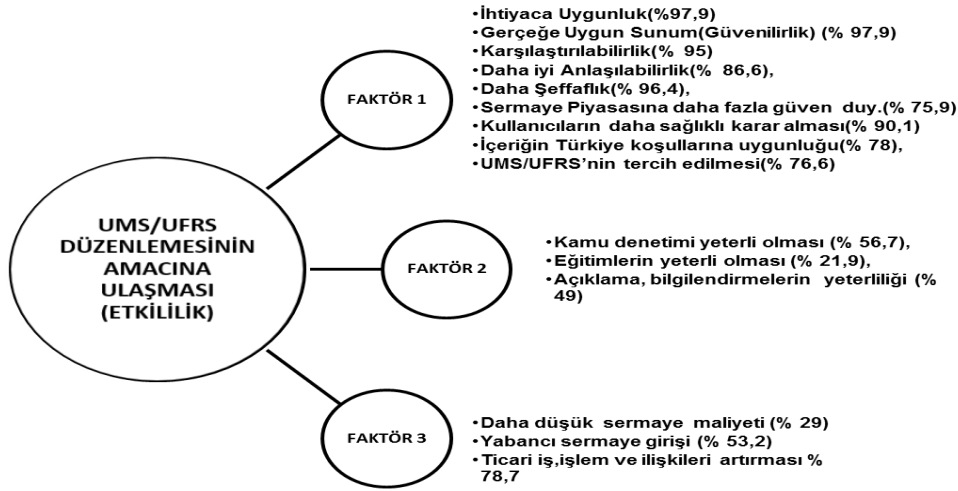 •İhtiyaca Uygunluk(%97,9)
•Gerçeğe Uygun Sunum(Güvenilirlik) (% 97,9)
•Karşılaştırılabilirlik(% 95)
•Daha iyi Anlaşılabilirlik(% 86,6),
•Daha Şeffaflık(% 96,4),
•Sermaye Piyasasına daha fazla güven duy.(% 75,9)
•Kullanıcıların daha sağlıklı karar alması(% 90,1)
•İçeriğin Türkiye koşullarına uygunluğu(% 78),
•UMS/UFRS’nin tercih edilmesi(% 76,6)
FAKTÖR 1
UMS/UFRS
DÜZENLEMESİNİN
AMACINA
ULAŞMASI
(ETKİLİLİK)
FAKTÖR 2
•Kamu denetimi yeterli olması (% 56,7),
•Eğitimlerin yeterli olması (% 21,9),
•Açıklama, bilgilendirmelerin yeterliliği (%
49)
FAKTÖR 3
•Daha düşük sermaye maliyeti (% 29)
•Yabancı sermaye girişi (% 53,2)
•Ticari iş,işlem ve ilişkileri artırması %
78,7